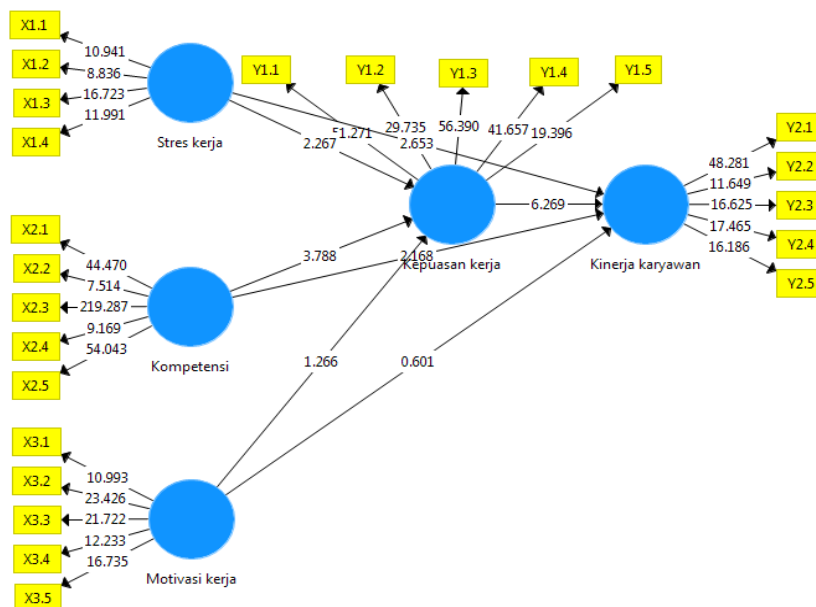 X1.1
10.941
X1.2
8.836
X1.3
16.723
X1.4
11.991
Stres kerja
Y1.1
Y1.2
Y1.3
Y1.4
Y1.5
51.271
29.735
56.390
41.657
19.396
2.267
2.653
Y2.1
48.281
Y2.2
11.649
Y2.3
16.625
Y2.4
17.465
Y2.5
16.186
6.269
Kepuasan kerja
Kinerja karyawan
X2.1
44.470
X2.2
7.514
X2.3
219.287
X2.4
9.169
X2.5
54.043
Kompetensi
3.788
2.168
1.266
0.601
X3.1
10.993
X3.2
23.426
X3.3
21.722
X3.4
12.233
X3.5
16.735
Motivasi kerja